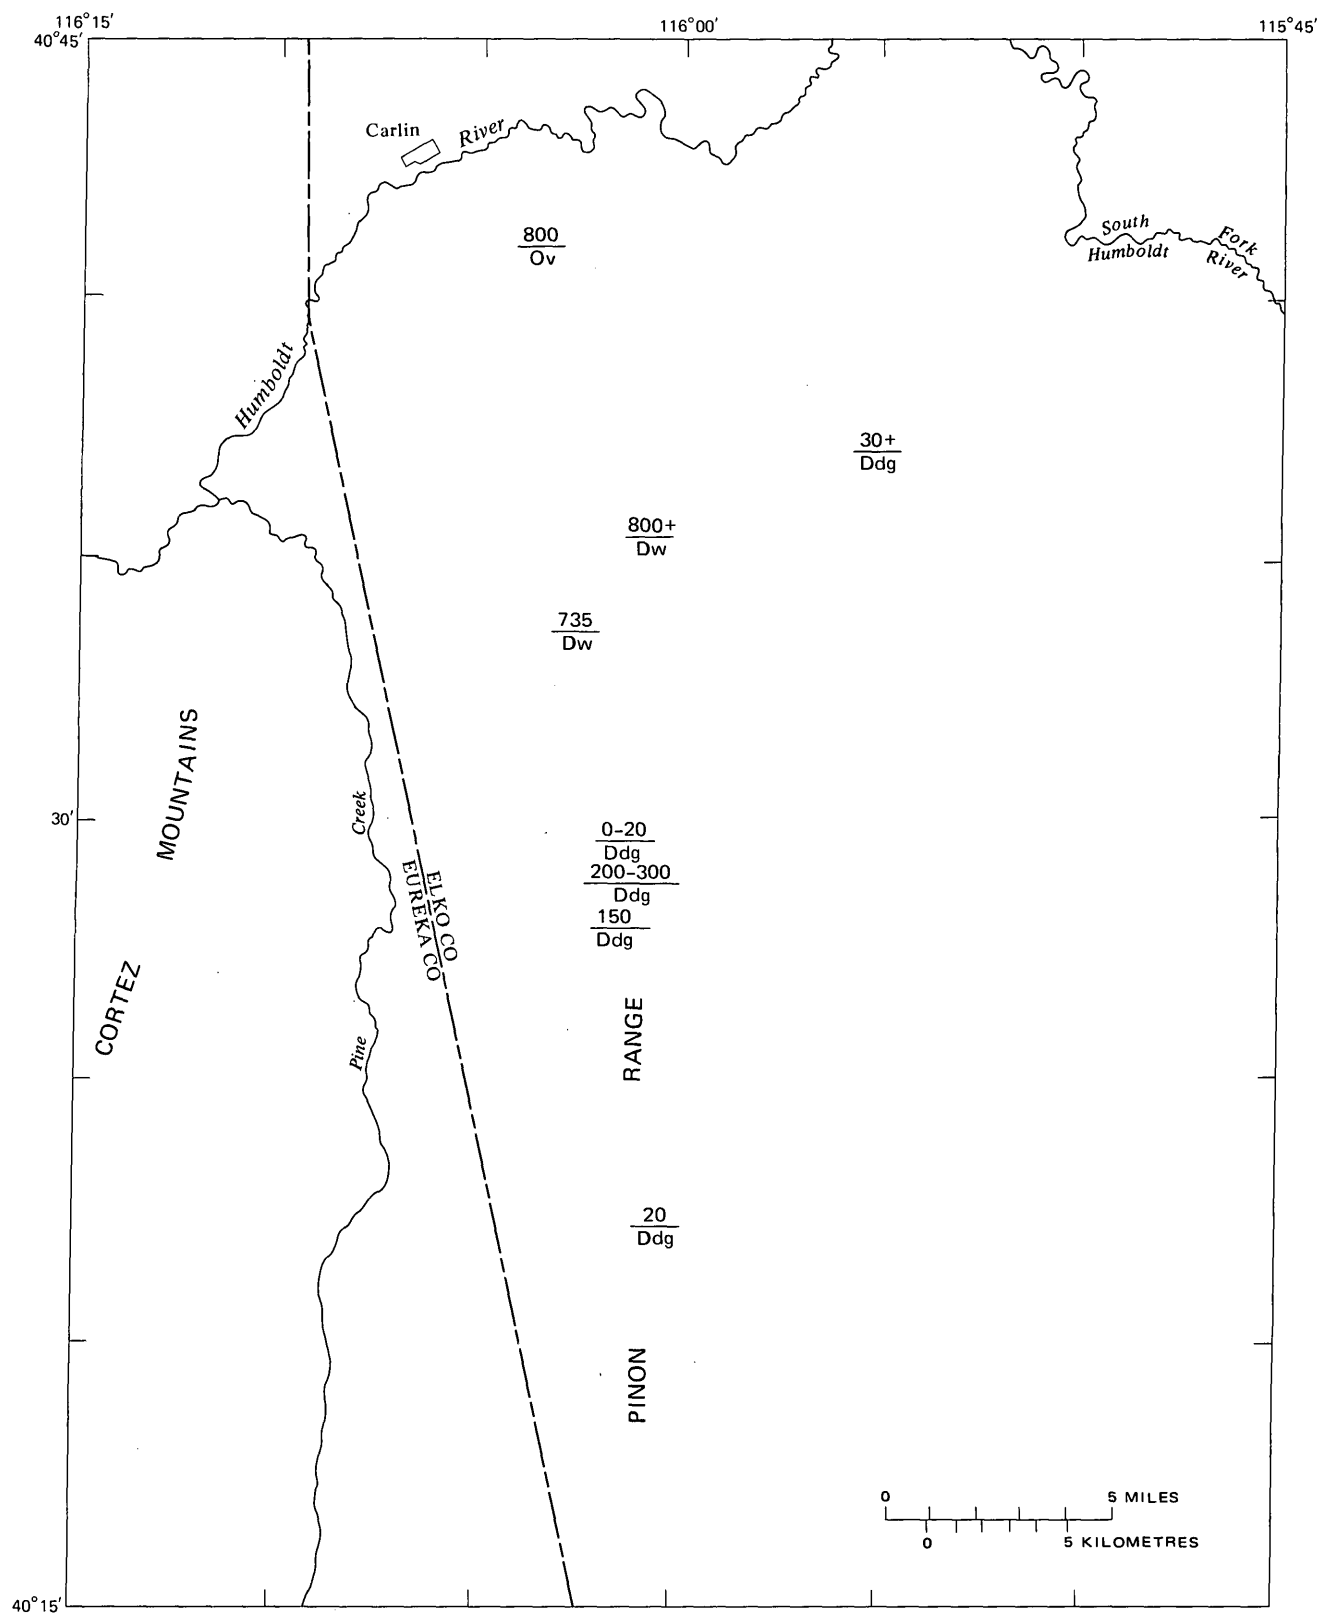 116°15′
116°00′
115°45′
40°45′
Carlin
River
800
Ov
South Fork
Humboldt River
Humboldt
30+
Ddg
800+
Dw
735
Dw
MOUNTAINS
30′
Creek
0-20
Ddg
200-300
Ddg
150
Ddg
ELKO CO
EUREKA CO
CORTEZ
RANGE
Pine
20
Ddg
PINON
0 5 MILES
0 5 KILOMETRES
40°15′